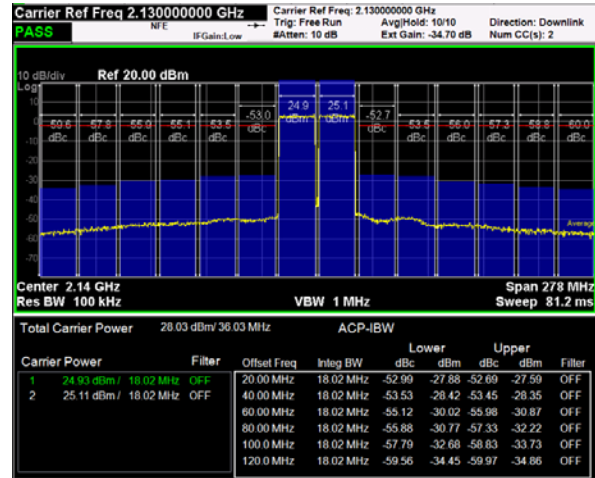 Carrier Ref Freq 2.130000000 GHz
Carrier Ref Freq: 2.130000000 GHz
PASS
NFE
IFGain:Low
Trig: Free Run
#Atten: 10 dB
Avg|Hold: 10/10
Ext Gain: -34.70 dB
Direction: Downlink
Num CC(s): 2
10 dB/div Ref 20.00 dBm
Log
10
0
-10
-20
-30
-40
-50
-60
-70
-59.6 dBc
-57.8 dBc
-55.9 dBc
-55.1 dBc
-53.5 dBc
-53.0 dBc
24.9 dBm
25.1 dBm
-52.7 dBc
-53.5 dBc
-56.0 dBc
-57.3 dBc
-58.8 dBc
-60.0 dBc
Average
Center 2.14 GHz
Span 278 MHz
Res BW 100 kHz
VBW 1 MHz
Sweep 81.2 ms
Total Carrier Power 28.03 dBm/ 36.03 MHz
ACP-IBW
Carrier Power Filter
1 24.93 dBm / 18.02 MHz OFF
2 25.11 dBm / 18.02 MHz OFF
Lower Upper
Offset Freq Integ BW dBc dBm dBc dBm Filter
20.00 MHz 18.02 MHz -52.99 -27.88 -52.69 -27.59 OFF
40.00 MHz 18.02 MHz -53.53 -28.42 -53.45 -28.35 OFF
60.00 MHz 18.02 MHz -55.12 -30.02 -55.98 -30.87 OFF
80.00 MHz 18.02 MHz -55.88 -30.77 -57.33 -32.22 OFF
100.0 MHz 18.02 MHz -57.79 -32.68 -58.83 -33.73 OFF
120.0 MHz 18.02 MHz -59.56 -34.45 -59.97 -34.86 OFF